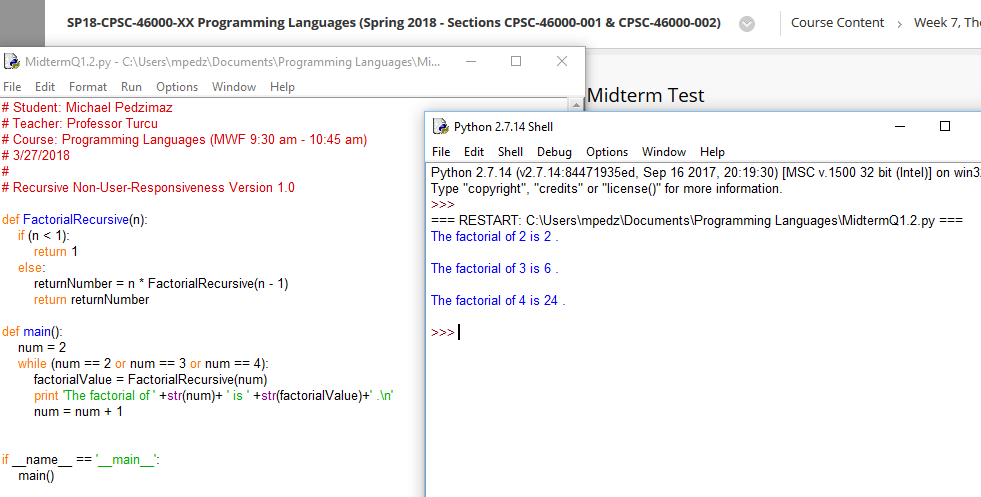 SP18-CPSC-46000-XX Programming Languages (Spring 2018 - Sections CPSC-46000-001 & CPSC-46000-002)
Course Content > Week 7, Th
MidtermQ1.2.py - C:\Users\mpedz\Documents\Programming Languages\Mi...
File Edit Format Run Options Window Help
# Student: Michael Pedzimaz
# Teacher: Professor Turcu
# Course: Programming Languages (MWF 9:30 am - 10:45 am)
# 3/27/2018
#
# Recursive Non-User-Responsiveness Version 1.0
def FactorialRecursive(n):
if (n < 1):
return 1
else:
returnNumber = n * FactorialRecursive(n - 1)
return returnNumber
def main():
num = 2
while (num == 2 or num == 3 or num == 4):
factorialValue = FactorialRecursive(num)
print 'The factorial of ' +str(num)+ ' is ' +str(factorialValue)+' .\n'
num = num + 1
if __name__ == '__main__':
main()
Midterm Test
Python 2.7.14 Shell
File Edit Shell Debug Options Window Help
Python 2.7.14 (v2.7.14:84471935ed, Sep 16 2017, 20:19:30) [MSC v.1500 32 bit (Intel)] on win3
Type "copyright", "credits" or "license()" for more information.
>>>
=== RESTART: C:\Users\mpedz\Documents\Programming Languages\MidtermQ1.2.py ===
The factorial of 2 is 2 .
The factorial of 3 is 6 .
The factorial of 4 is 24 .
>>>